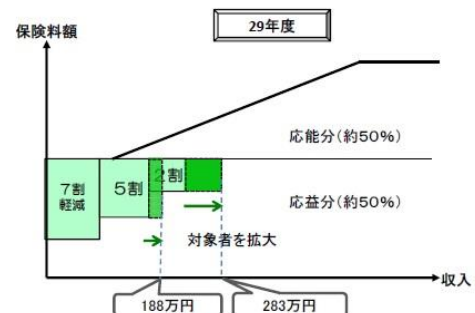 29年度
保険料額
応能分(約50%)
7割
軽減
5割
2割
応益分(約50%)
対象者を拡大
収入
188万円
283万円